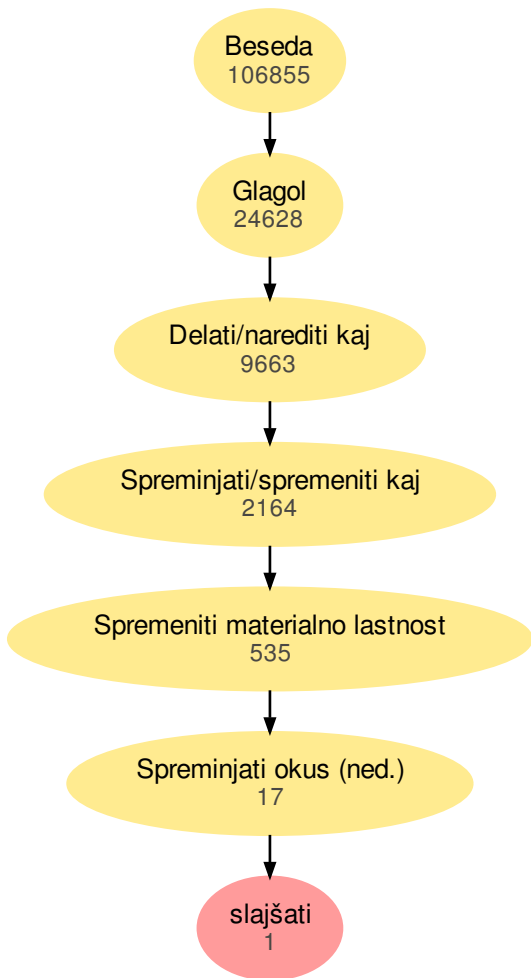 Beseda
106855
Glagol
24628
Delati/narediti kaj
9663
Spreminjati/spremeniti kaj
2164
Spremeniti materialno lastnost
535
Spreminjati okus (ned.)
17
slajšati
1